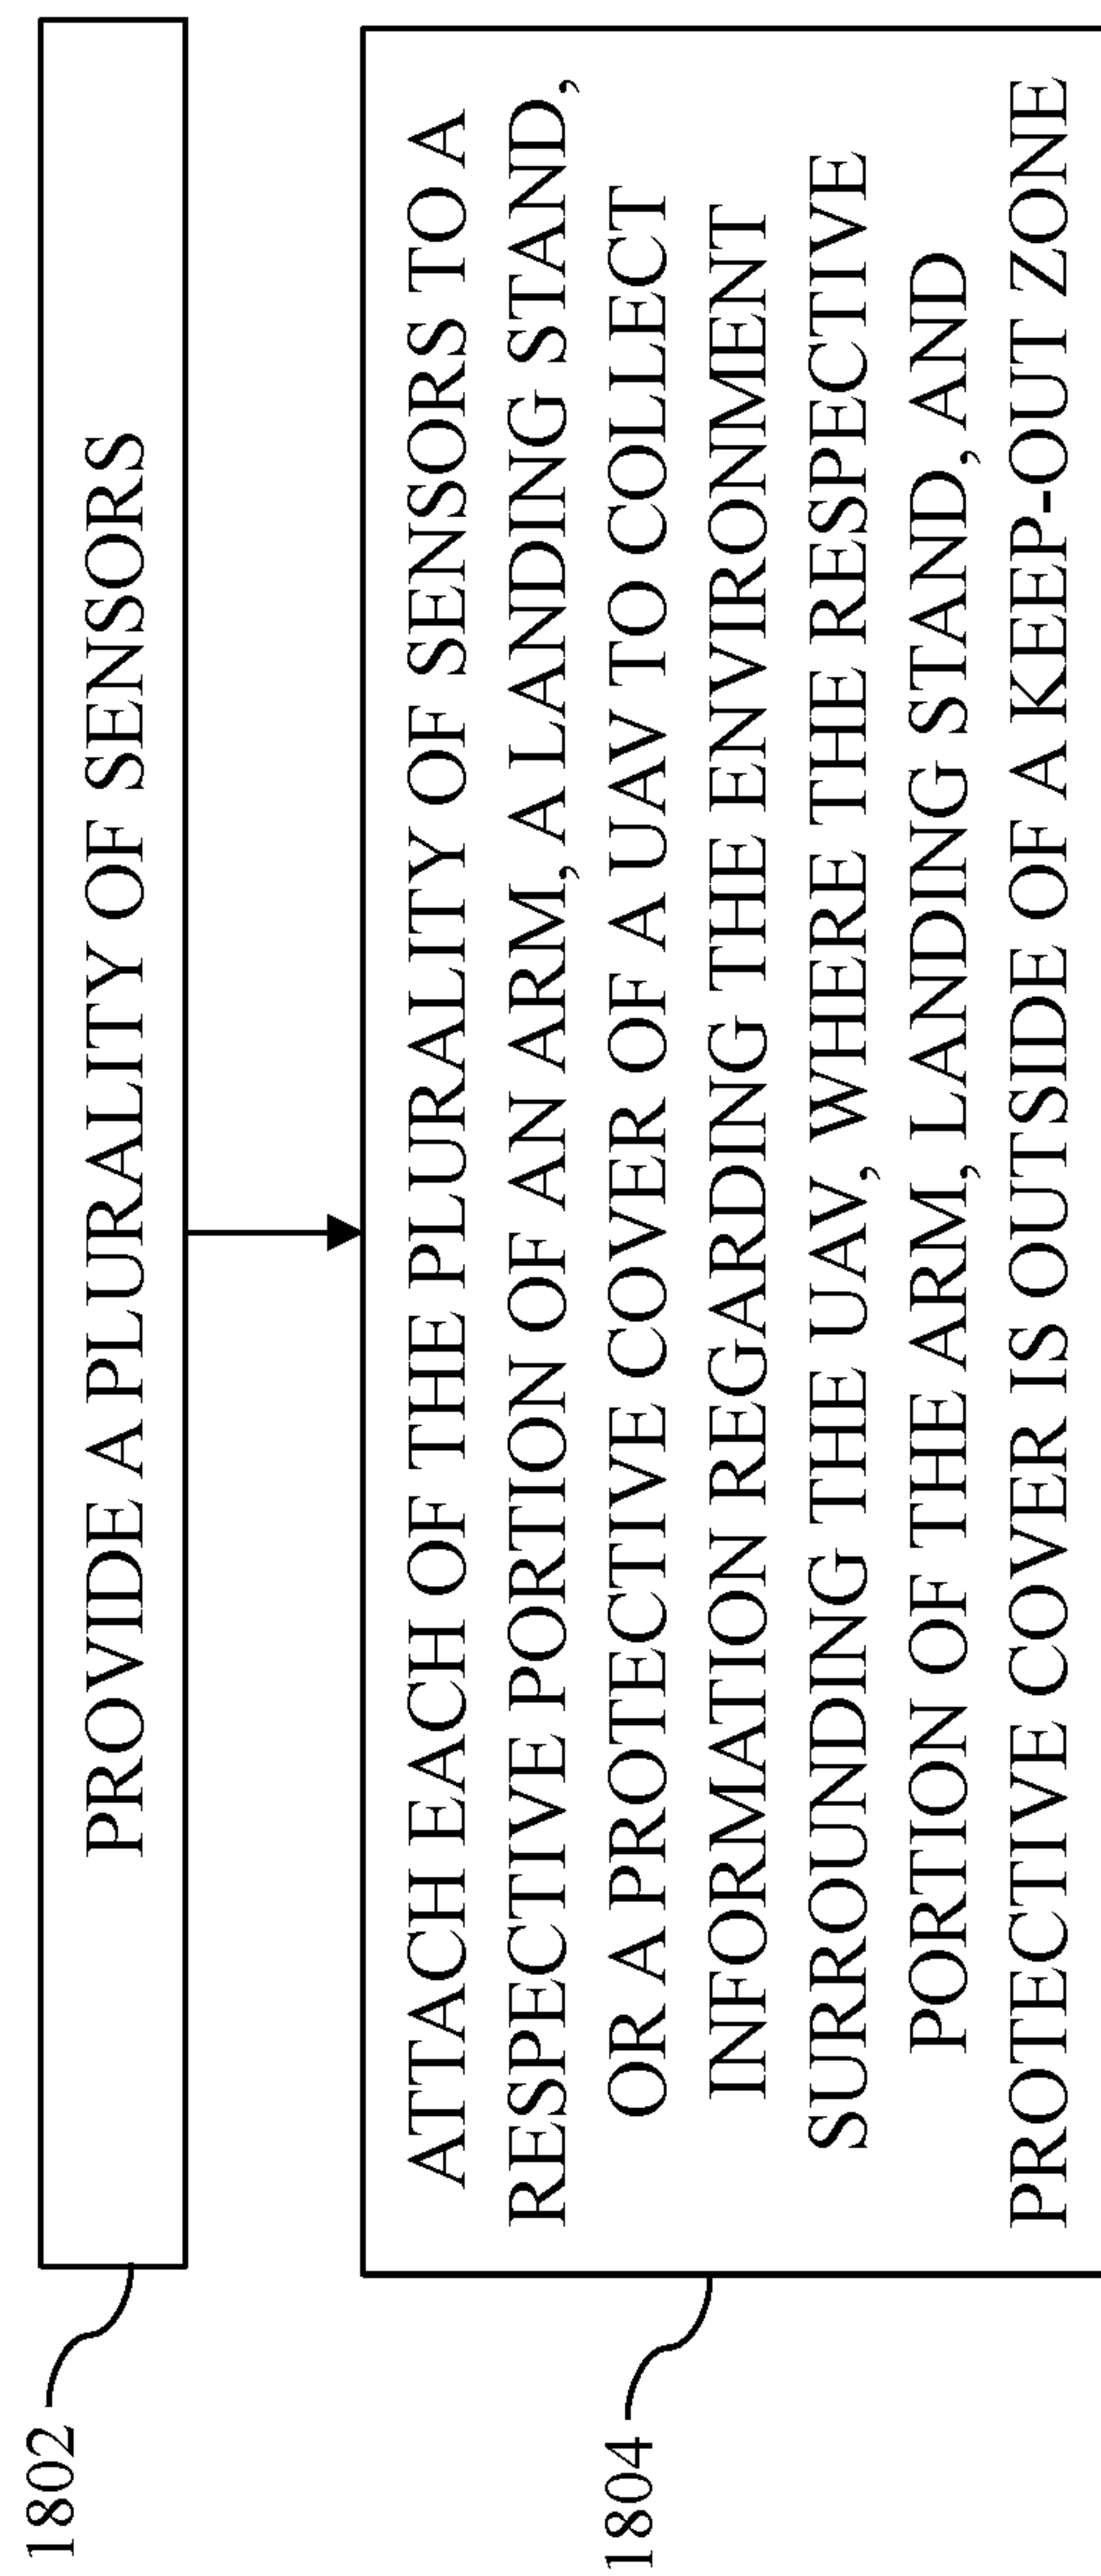 1802
PROVIDE A PLURALITY OF SENSORS
1804
ATTACH EACH OF THE PLURALITY OF SENSORS TO A
RESPECTIVE PORTION OF AN ARM, A LANDING STAND,
OR A PROTECTIVE COVER OF A UAV TO COLLECT
INFORMATION REGARDING THE ENVIRONMENT
SURROUNDING THE UAV, WHERE THE RESPECTIVE
PORTION OF THE ARM, LANDING STAND, AND
PROTECTIVE COVER IS OUTSIDE OF A KEEP-OUT ZONE